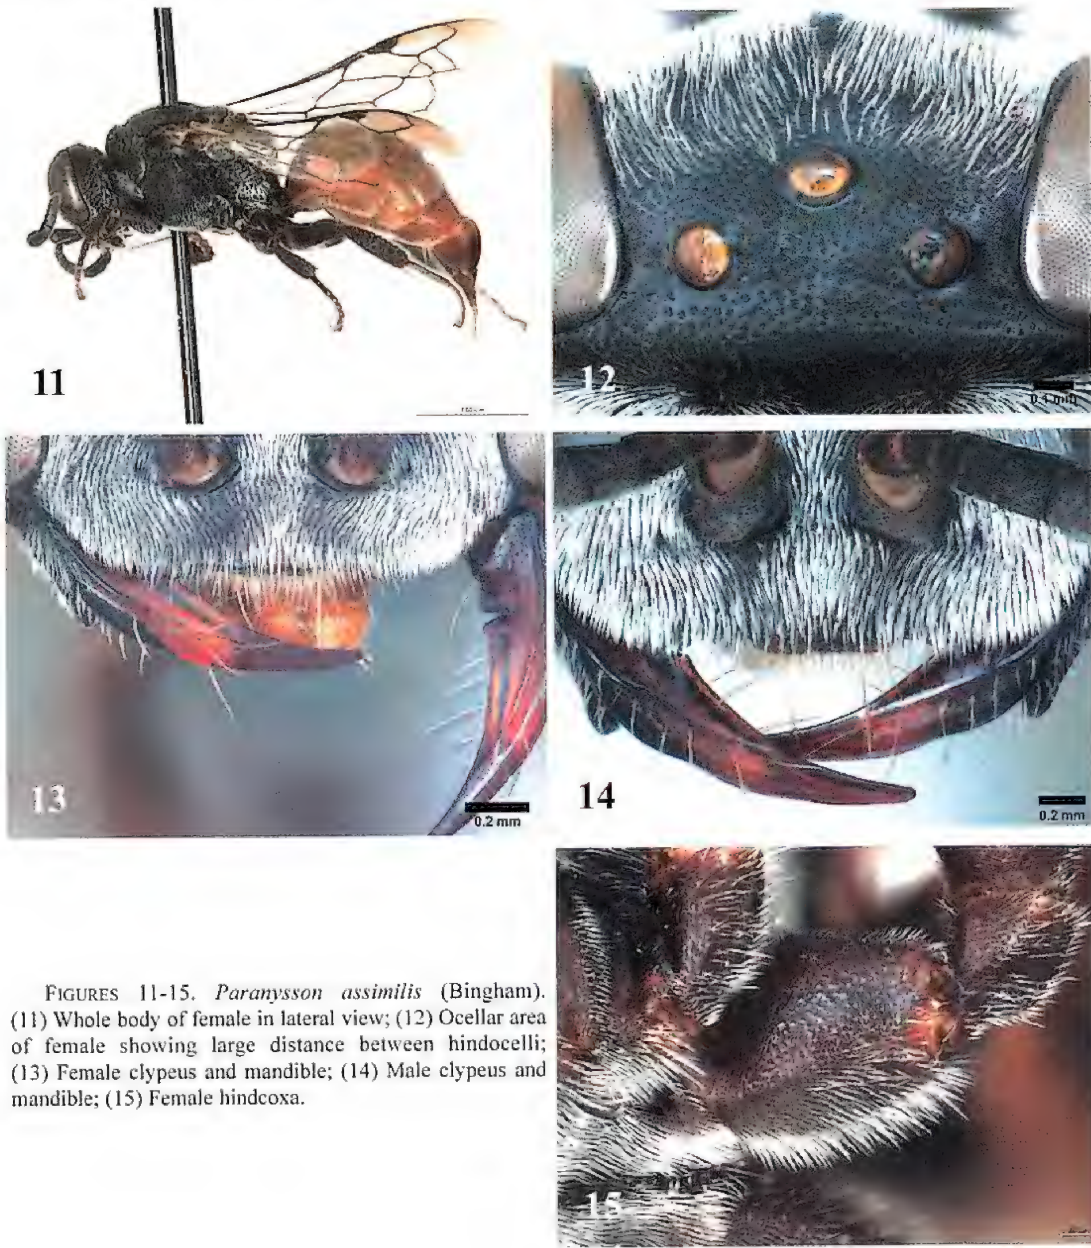 11
12
0.1 mm
13
0.2 mm
14
0.2 mm
15
FIGURES 11-15. Paranysson assimilis (Bingham).
(11) Whole body of female in lateral view; (12) Ocellar area
of female showing large distance between hindocelli;
(13) Female clypeus and mandible; (14) Male clypeus and
mandible; (15) Female hindcoxa.